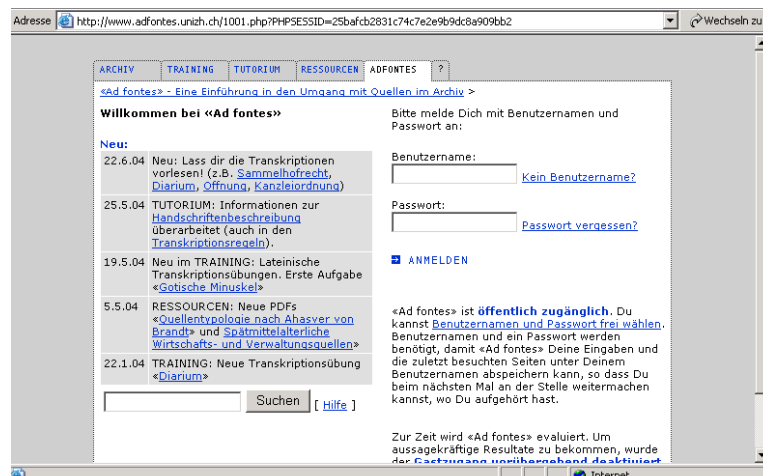 Adresse http://www.adfontes.unizh.ch/1001.php?PHPSESSID=25bafcb2831c74c7e2e9b9dc8a909bb2 Wechseln zu
ARCHIV TRAINING TUTORIUM RESSOURCEN ADFONTES ?
«Ad fontes» - Eine Einführung in den Umgang mit Quellen im Archiv >
Willkommen bei «Ad fontes»
Neu:
22.6.04 Neu: Lass dir die Transkriptionen
vorlesen! (z.B. Sammelhofrecht,
Diarium, Offnung, Kanzleiordnung)
25.5.04 TUTORIUM: Informationen zur
Handschriftenbeschreibung
überarbeitet (auch in den
Transkriptionsregeln).
19.5.04 Neu im TRAINING: Lateinische
Transkriptionsübungen. Erste Aufgabe
«Gotische Minuskel»
5.5.04 RESSOURCEN: Neue PDFs
«Quellentypologie nach Ahasver von
Brandt» und Spätmittelalterliche
Wirtschafts- und Verwaltungsquellen»
22.1.04 TRAINING: Neue Transkriptionsübung
«Diarium»
Suchen [ Hilfe ]
Bitte melde Dich mit Benutzernamen und
Passwort an:
Benutzername:
Kein Benutzername?
Passwort:
Passwort vergessen?
ANMELDEN
«Ad fontes» ist öffentlich zugänglich. Du
kannst Benutzernamen und Passwort frei wählen.
Benutzernamen und ein Passwort werden
benötigt, damit «Ad fontes» Deine Eingaben und
die zuletzt besuchten Seiten unter Deinem
Benutzernamen abspeichern kann, so dass Du
beim nächsten Mal an der Stelle weitermachen
kannst, wo Du aufgehört hast.
Zur Zeit wird «Ad fontes» evaluiert. Um
aussagekräftige Resultate zu bekommen, wurde
der Gastzugang vorübergehend deaktiviert
Internet